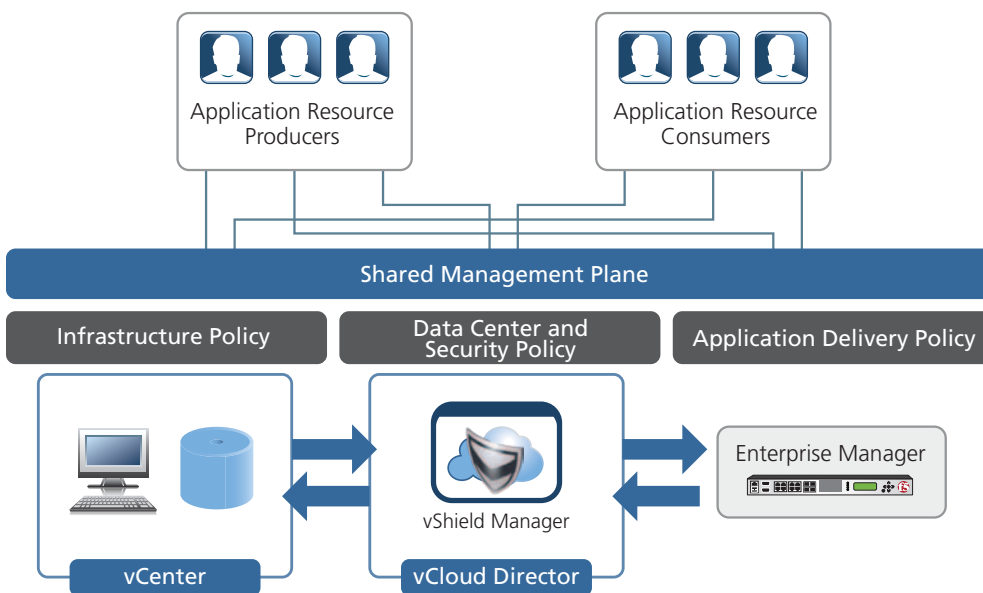 Application Resource
Producers
Application Resource
Consumers
Shared Management Plane
Infrastructure Policy
Data Center and
Security Policy
Application Delivery Policy
vShield Manager
Enterprise Manager
vCenter
vCloud Director